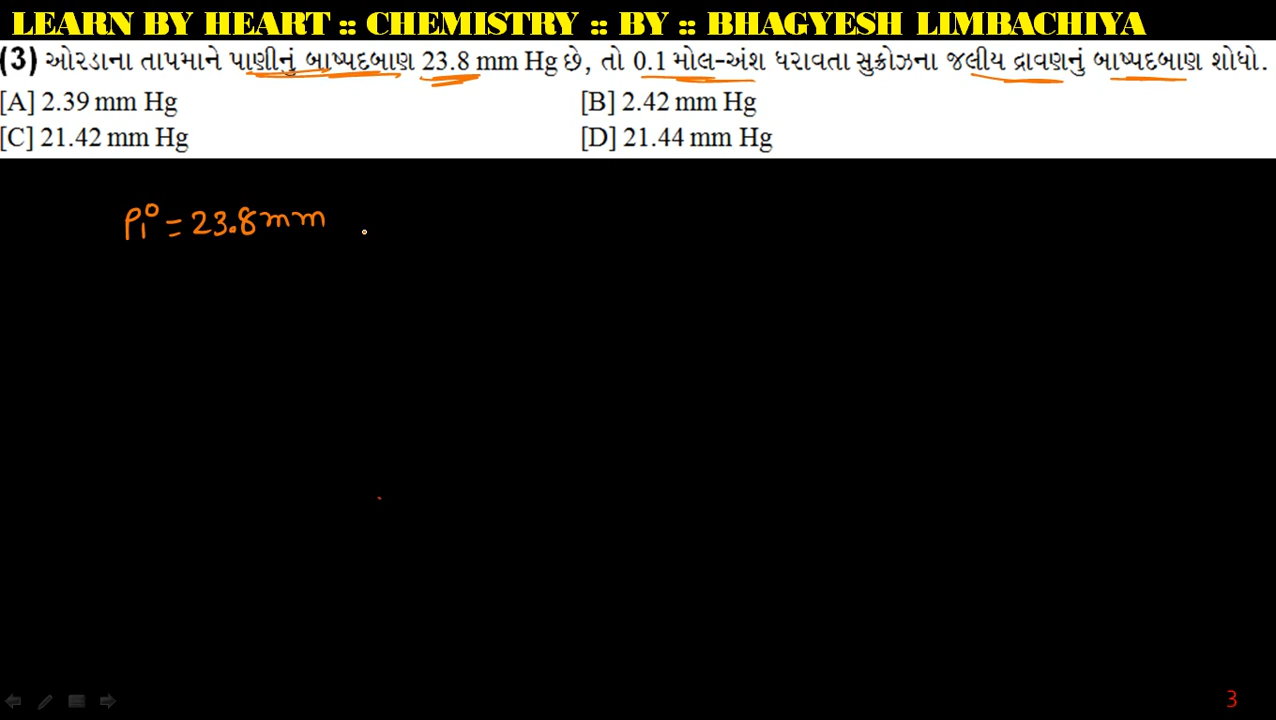 LEARN BY HEART :: CHEMISTRY :: BY :: BHAGYESH LIMBACHIYA
(3) ઓરડાના તાપમાને પાણીનું બાષ્પદબાણ 23.8 mm Hg છે, તો 0.1 મોલ-અંશ ધરાવતા સુક્રોઝના જલીય દ્રાવણનું બાષ્પદબાણ શોધો.
[A] 2.39 mm Hg [B] 2.42 mm Hg
[C] 21.42 mm Hg [D] 21.44 mm Hg
P₁° = 23.8 mm
3